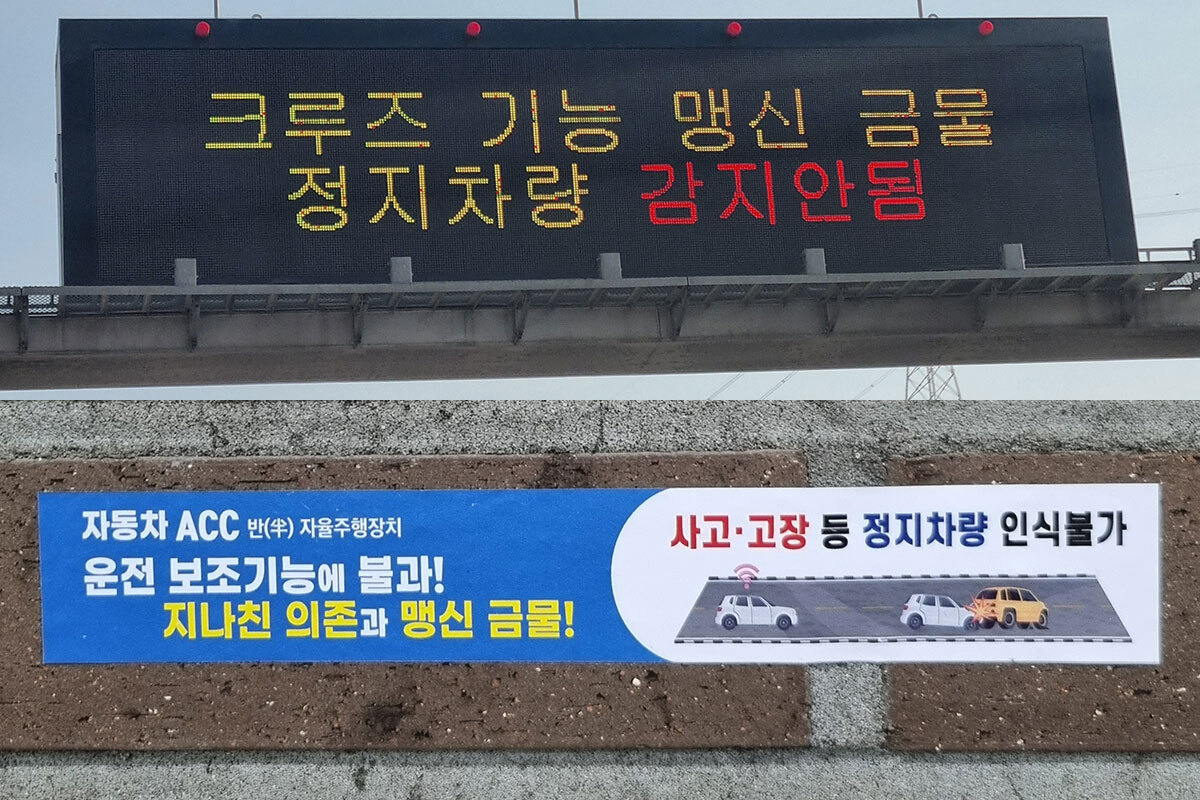 크루즈 기능 맹신 금물
정지차량 감지안됨
자동차 ACC 반(半) 자율주행장치
운전 보조기능에 불과!
지나친 의존과 맹신 금물!
사고·고장 등 정지차량 인식불가